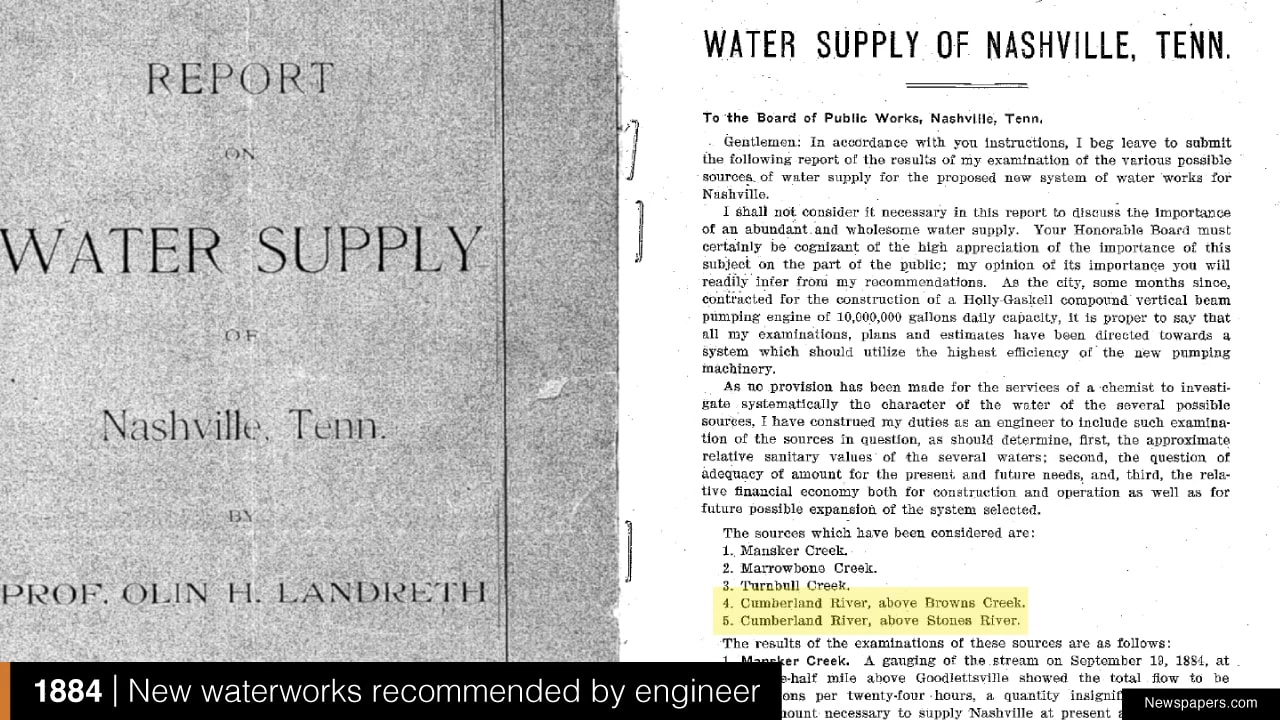 REPORT
ON
WATER SUPPLY
OF
Nashville, Tenn.
BY
PROF. OLIN H. LANDRETH
WATER SUPPLY OF NASHVILLE, TENN.
To the Board of Public Works, Nashville, Tenn.
Gentlemen: In accordance with you instructions, I beg leave to submit
the following report of the results of my examination of the various possible
sources of water supply for the proposed new system of water works for
Nashville.
I shall not consider it necessary in this report to discuss the importance
of an abundant and wholesome water supply. Your Honorable Board must
certainly be cognizant of the high appreciation of the importance of this
subject on the part of the public; my opinion of its importance you will
readily infer from my recommendations. As the city, some months since,
contracted for the construction of a Holly-Gaskell compound vertical beam
pumping engine of 10,000,000 gallons daily capacity, it is proper to say that
all my examinations, plans and estimates have been directed towards a
system which should utilize the highest efficiency of the new pumping
machinery.
As no provision has been made for the services of a chemist to investi-
gate systematically the character of the water of the several possible
sources, I have construed my duties as an engineer to include such examina-
tion of the sources in question, as should determine, first, the approximate
relative sanitary values of the several waters; second, the question of
adequacy of amount for the present and future needs, and, third, the rela-
tive financial economy both for construction and operation as well as for
future possible expansion of the system selected.
The sources which have been considered are:
1. Mansker Creek.
2. Marrowbone Creek.
3. Turnbull Creek.
4. Cumberland River, above Browns Creek.
5. Cumberland River, above Stones River.
The results of the examinations of these sources are as follows:
1. Mansker Creek. A gauging of the stream on September 19, 1884, at
-half mile above Goodlettsville showed the total flow to be
per twenty-four hours, a quantity
necessary to supply Nashville at present
1884 | New waterworks recommended by engineer
Newspapers.com